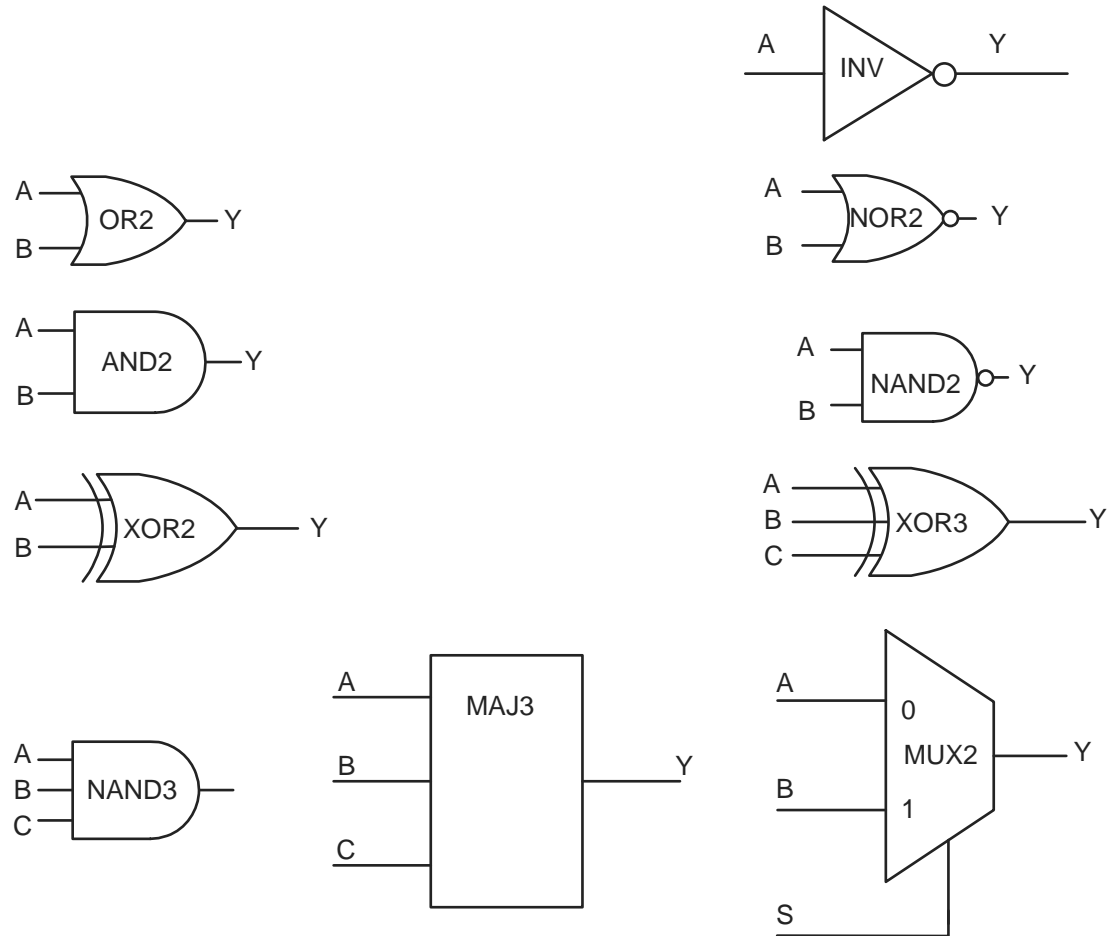 A INV Y
A OR2 Y
B
A NOR2 Y
B
A AND2 Y
B
A NAND2 Y
B
A XOR2 Y
B
A XOR3 Y
B
C
A NAND3
B
C
A MAJ3
B Y
C
A 0
MUX2 Y
B 1
S